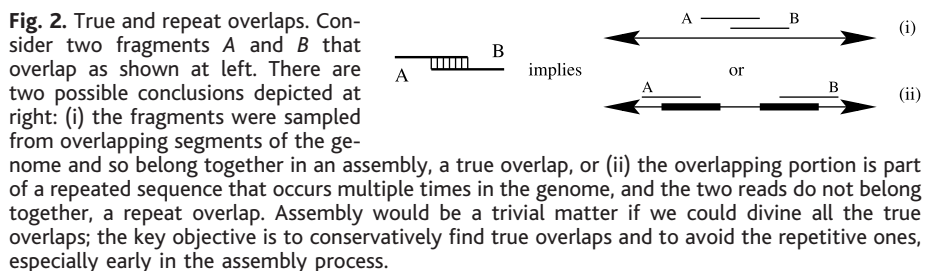 Fig. 2. True and repeat overlaps. Con-
sider two fragments A and B that
overlap as shown at left. There are
two possible conclusions depicted at
right: (i) the fragments were sampled
from overlapping segments of the ge-
A
B
implies
A
B
(i)
or
A
B
(ii)
nome and so belong together in an assembly, a true overlap, or (ii) the overlapping portion is part
of a repeated sequence that occurs multiple times in the genome, and the two reads do not belong
together, a repeat overlap. Assembly would be a trivial matter if we could divine all the true
overlaps; the key objective is to conservatively find true overlaps and to avoid the repetitive ones,
especially early in the assembly process.